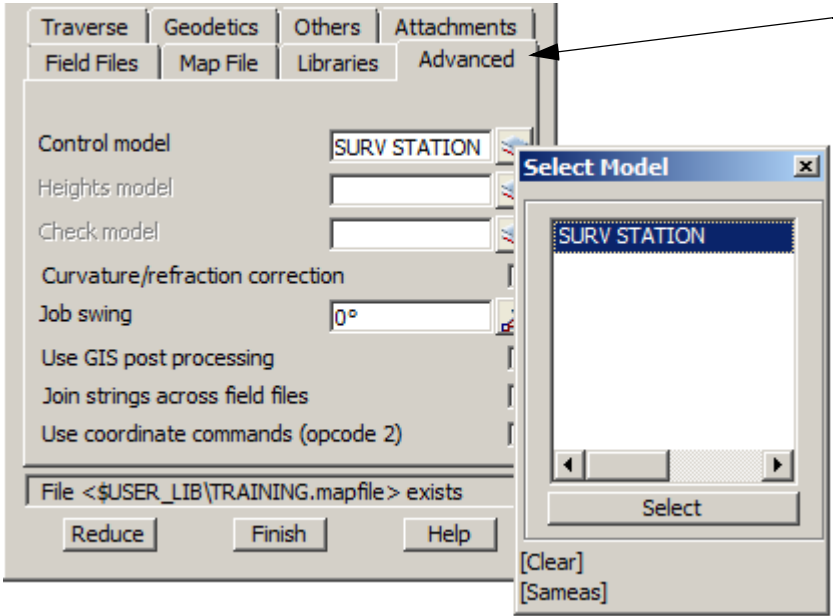 Traverse Geodetics Others Attachments
Field Files Map File Libraries Advanced
Control model SURV STATION
Heights model
Check model
Curvature/refraction correction
Job swing 0°
Use GIS post processing
Join strings across field files
Use coordinate commands (opcode 2)
File <$USER_LIB\TRAINING.mapfile> exists
Reduce Finish Help
Select Model
SURV STATION
Select
[Clear]
[Sameas]